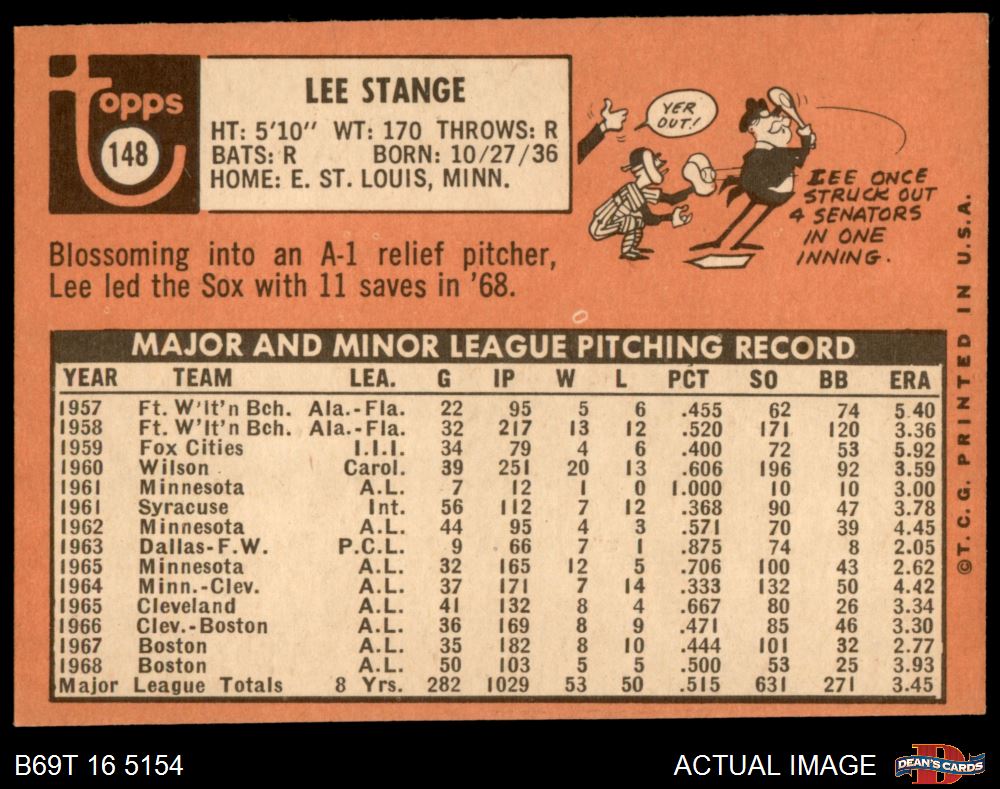 Topps
148
LEE STANGE
HT: 5'10" WT: 170 THROWS: R
BATS: R BORN: 10/27/36
HOME: E. ST. LOUIS, MINN.
YER
OUT!
LEE ONCE
STRUCK OUT
4 SENATORS
IN ONE
INNING.
Blossoming into an A-1 relief pitcher,
Lee led the Sox with 11 saves in '68.
MAJOR AND MINOR LEAGUE PITCHING RECORD
YEAR TEAM LEA. G IP W L PCT SO BB ERA
1957 Ft. W'lt'n Bch. Ala.-Fla. 22 95 5 6 .455 62 74 5.40
1958 Ft. W'lt'n Bch. Ala.-Fla. 32 217 13 12 .520 171 120 3.36
1959 Fox Cities I.I.I. 34 79 4 6 .400 72 53 5.92
1960 Wilson Carol. 39 251 20 13 .606 196 92 3.59
1961 Minnesota A.L. 7 12 1 0 1.000 10 10 3.00
1961 Syracuse Int. 56 112 7 12 .368 90 47 3.78
1962 Minnesota A.L. 44 95 4 3 .571 70 39 4.45
1963 Dallas-F.W. P.C.L. 9 66 7 1 .875 74 8 2.05
1965 Minnesota A.L. 32 165 12 5 .706 100 43 2.62
1964 Minn.-Clev. A.L. 37 171 7 14 .333 132 50 4.42
1965 Cleveland A.L. 41 132 8 4 .667 80 26 3.34
1966 Clev.-Boston A.L. 36 169 8 9 .471 85 46 3.30
1967 Boston A.L. 35 182 8 10 .444 101 32 2.77
1968 Boston A.L. 50 103 5 5 .500 53 25 3.93
Major League Totals 8 Yrs. 282 1029 53 50 .515 631 271 3.45
©T.C.G. PRINTED IN U.S.A.
B69T 16 5154
ACTUAL IMAGE
DEAN'S CARDS